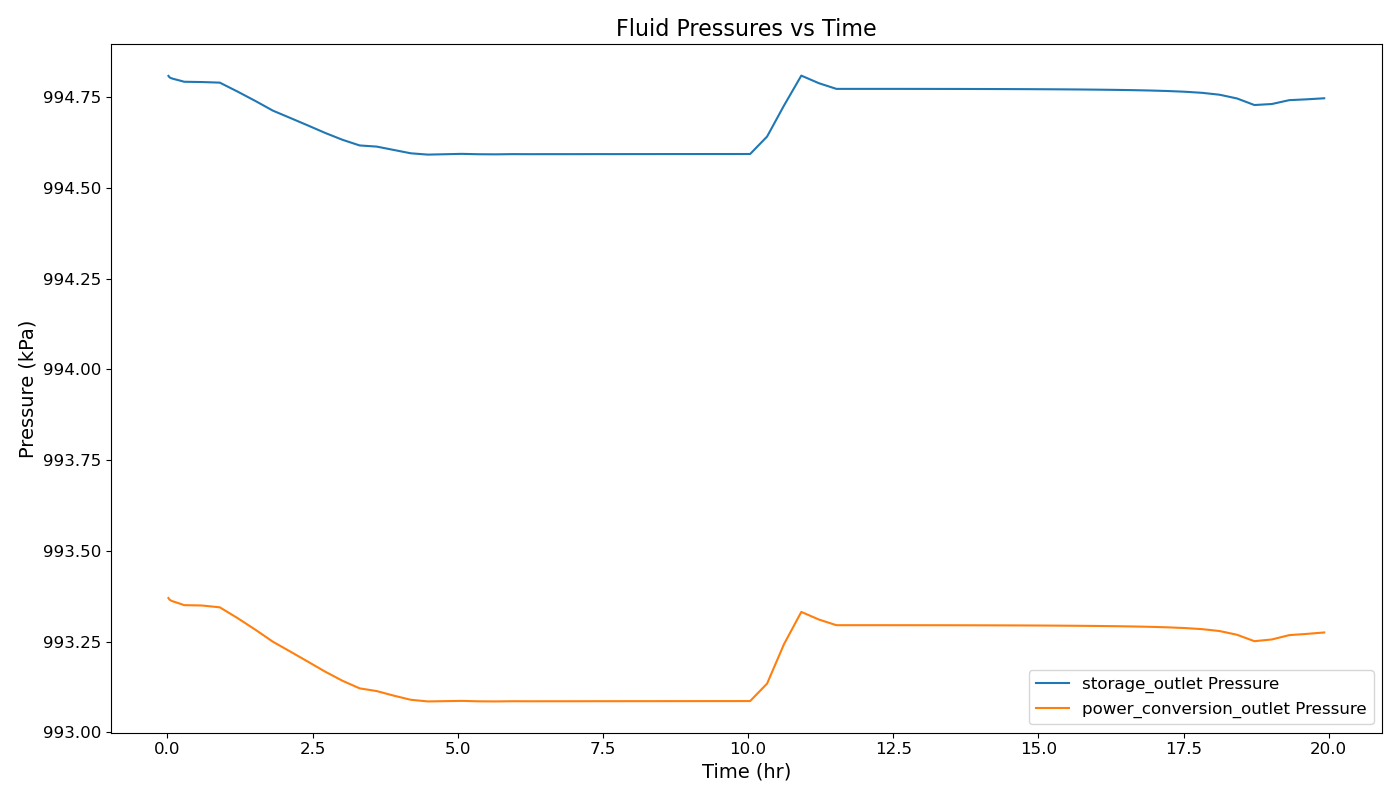 Fluid Pressures vs Time
Pressure (kPa)
994.75
994.50
994.25
994.00
993.75
993.50
993.25
993.00
storage_outlet Pressure
power_conversion_outlet Pressure
0.0 2.5 5.0 7.5 10.0 12.5 15.0 17.5 20.0
Time (hr)